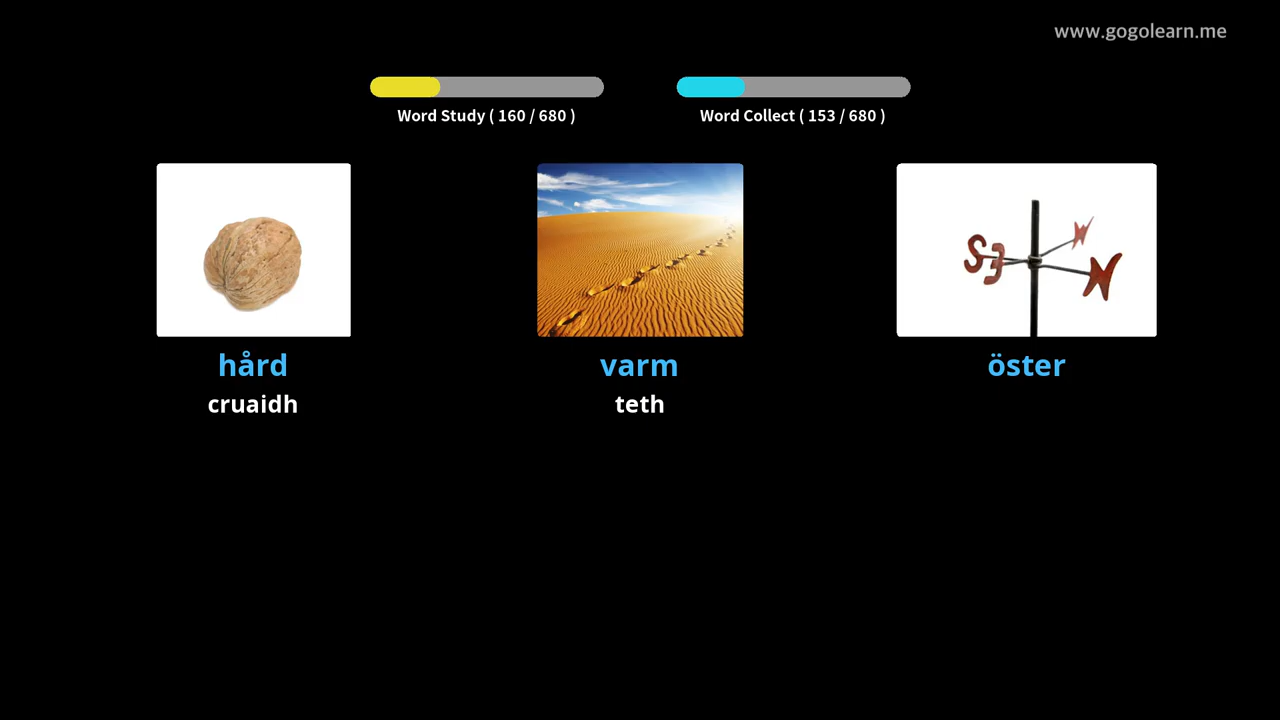 www.gogolearn.me
Word Study ( 160 / 680 )
Word Collect ( 153 / 680 )
S E N
hård
varm
öster
cruaidh
teth